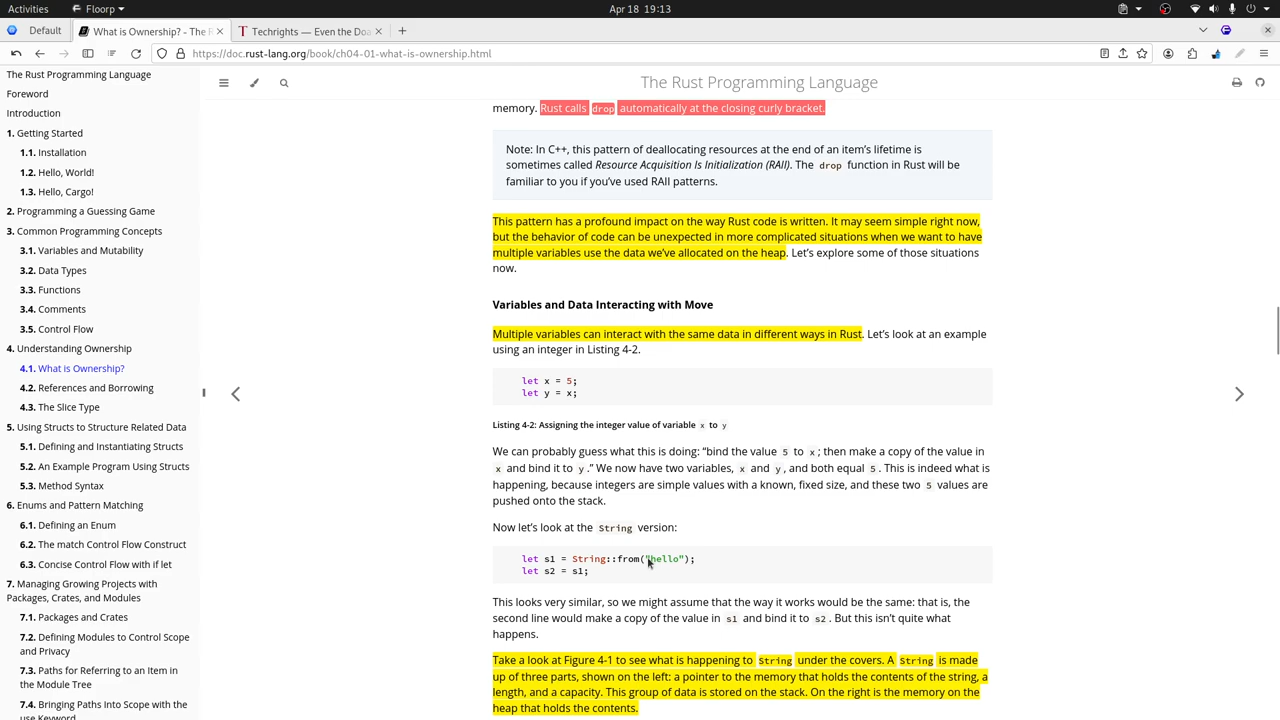 Activities
Floorp
Apr 18 19:13
Default
What is Ownership? - The R
Techrights — Even the Doa
https://doc.rust-lang.org/book/ch04-01-what-is-ownership.html
The Rust Programming Language
Foreword
Introduction
1. Getting Started
1.1. Installation
1.2. Hello, World!
1.3. Hello, Cargo!
2. Programming a Guessing Game
3. Common Programming Concepts
3.1. Variables and Mutability
3.2. Data Types
3.3. Functions
3.4. Comments
3.5. Control Flow
4. Understanding Ownership
4.1. What is Ownership?
4.2. References and Borrowing
4.3. The Slice Type
5. Using Structs to Structure Related Data
5.1. Defining and Instantiating Structs
5.2. An Example Program Using Structs
5.3. Method Syntax
6. Enums and Pattern Matching
6.1. Defining an Enum
6.2. The match Control Flow Construct
6.3. Concise Control Flow with if let
7. Managing Growing Projects with
Packages, Crates, and Modules
7.1. Packages and Crates
7.2. Defining Modules to Control Scope
and Privacy
7.3. Paths for Referring to an Item in
the Module Tree
7.4. Bringing Paths Into Scope with the
use Keyword
The Rust Programming Language
memory. Rust calls drop automatically at the closing curly bracket.
Note: In C++, this pattern of deallocating resources at the end of an item’s lifetime is
sometimes called Resource Acquisition Is Initialization (RAII). The drop function in Rust will be
familiar to you if you’ve used RAII patterns.
This pattern has a profound impact on the way Rust code is written. It may seem simple right now,
but the behavior of code can be unexpected in more complicated situations when we want to have
multiple variables use the data we’ve allocated on the heap. Let’s explore some of those situations
now.
Variables and Data Interacting with Move
Multiple variables can interact with the same data in different ways in Rust. Let’s look at an example
using an integer in Listing 4-2.
let x = 5;
let y = x;
Listing 4-2: Assigning the integer value of variable x to y
We can probably guess what this is doing: “bind the value 5 to x; then make a copy of the value in
x and bind it to y.” We now have two variables, x and y, and both equal 5. This is indeed what is
happening, because integers are simple values with a known, fixed size, and these two 5 values are
pushed onto the stack.
Now let’s look at the String version:
let s1 = String::from("hello");
let s2 = s1;
This looks very similar, so we might assume that the way it works would be the same: that is, the
second line would make a copy of the value in s1 and bind it to s2. But this isn’t quite what
happens.
Take a look at Figure 4-1 to see what is happening to String under the covers. A String is made
up of three parts, shown on the left: a pointer to the memory that holds the contents of the string, a
length, and a capacity. This group of data is stored on the stack. On the right is the memory on the
heap that holds the contents.